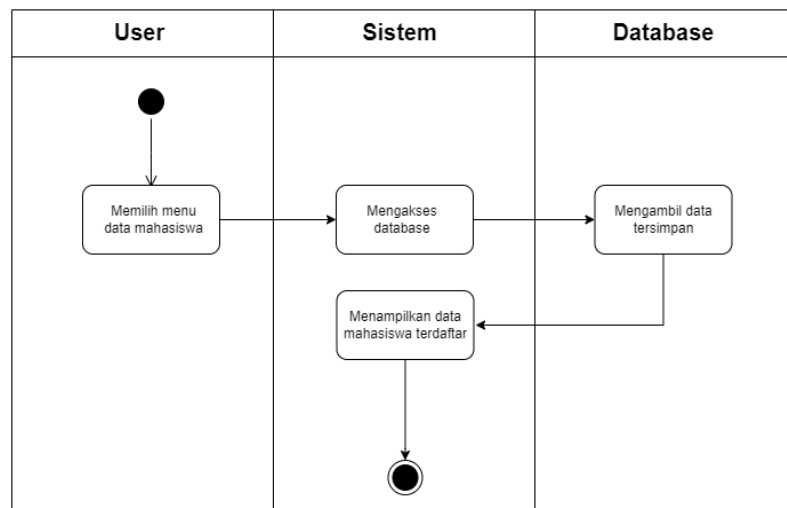 User
Sistem
Database
Memilih menu
data mahasiswa
Mengakses
database
Mengambil data
tersimpan
Menampilkan data
mahasiswa terdaftar